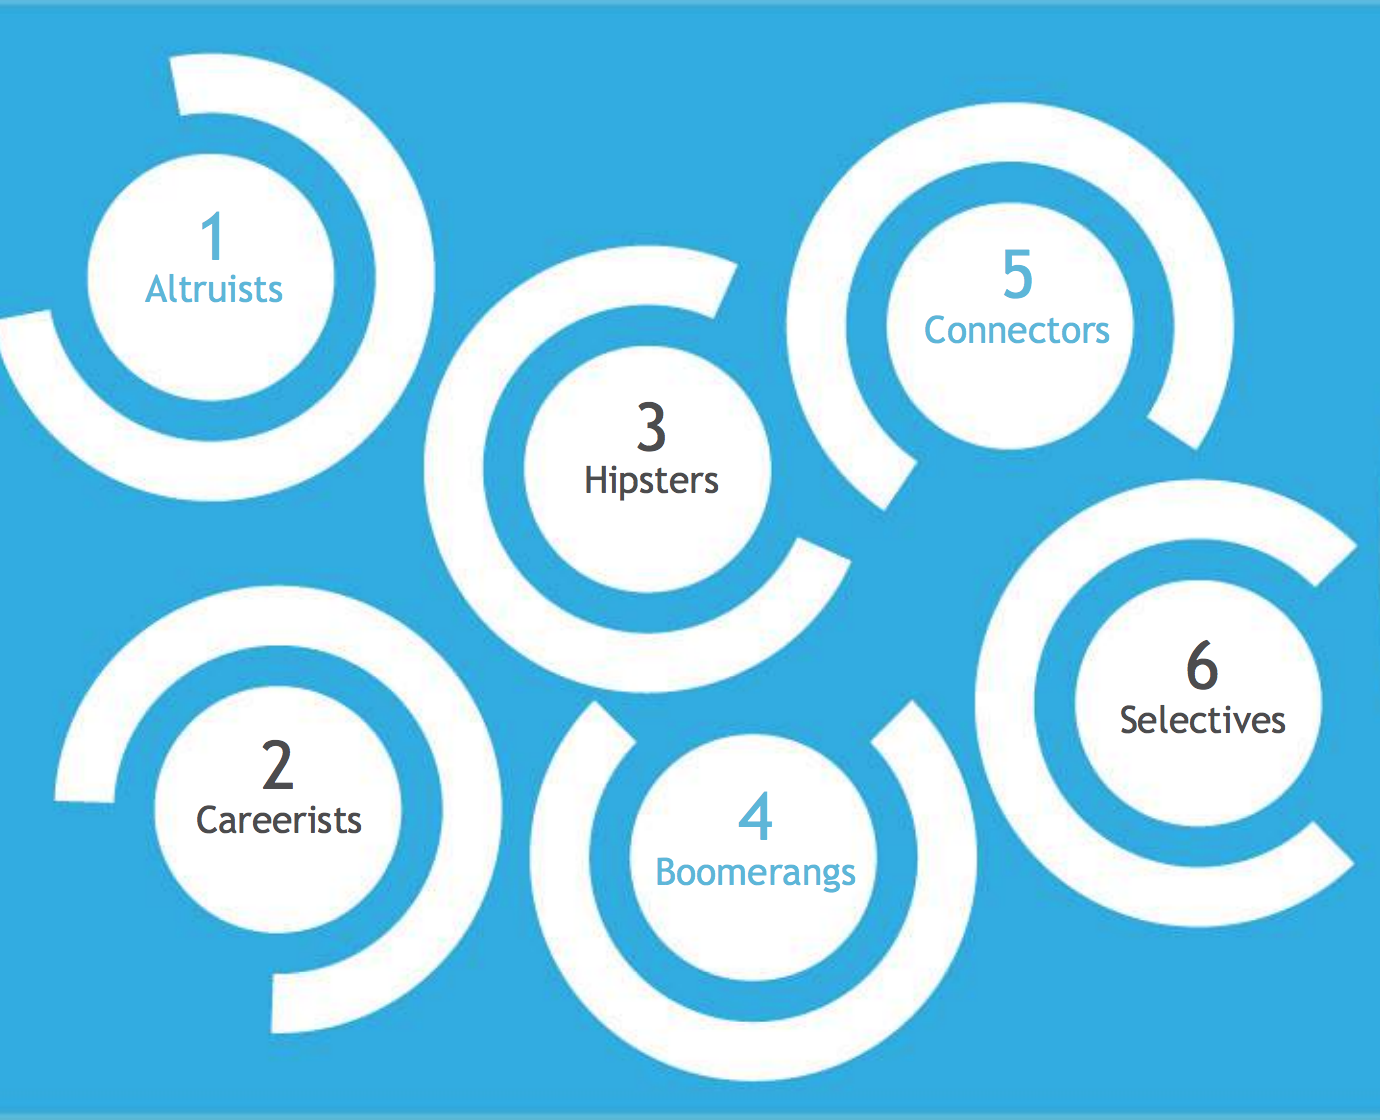 1
Altruists
2
Careerists
3
Hipsters
4
Boomerangs
5
Connectors
6
Selectives